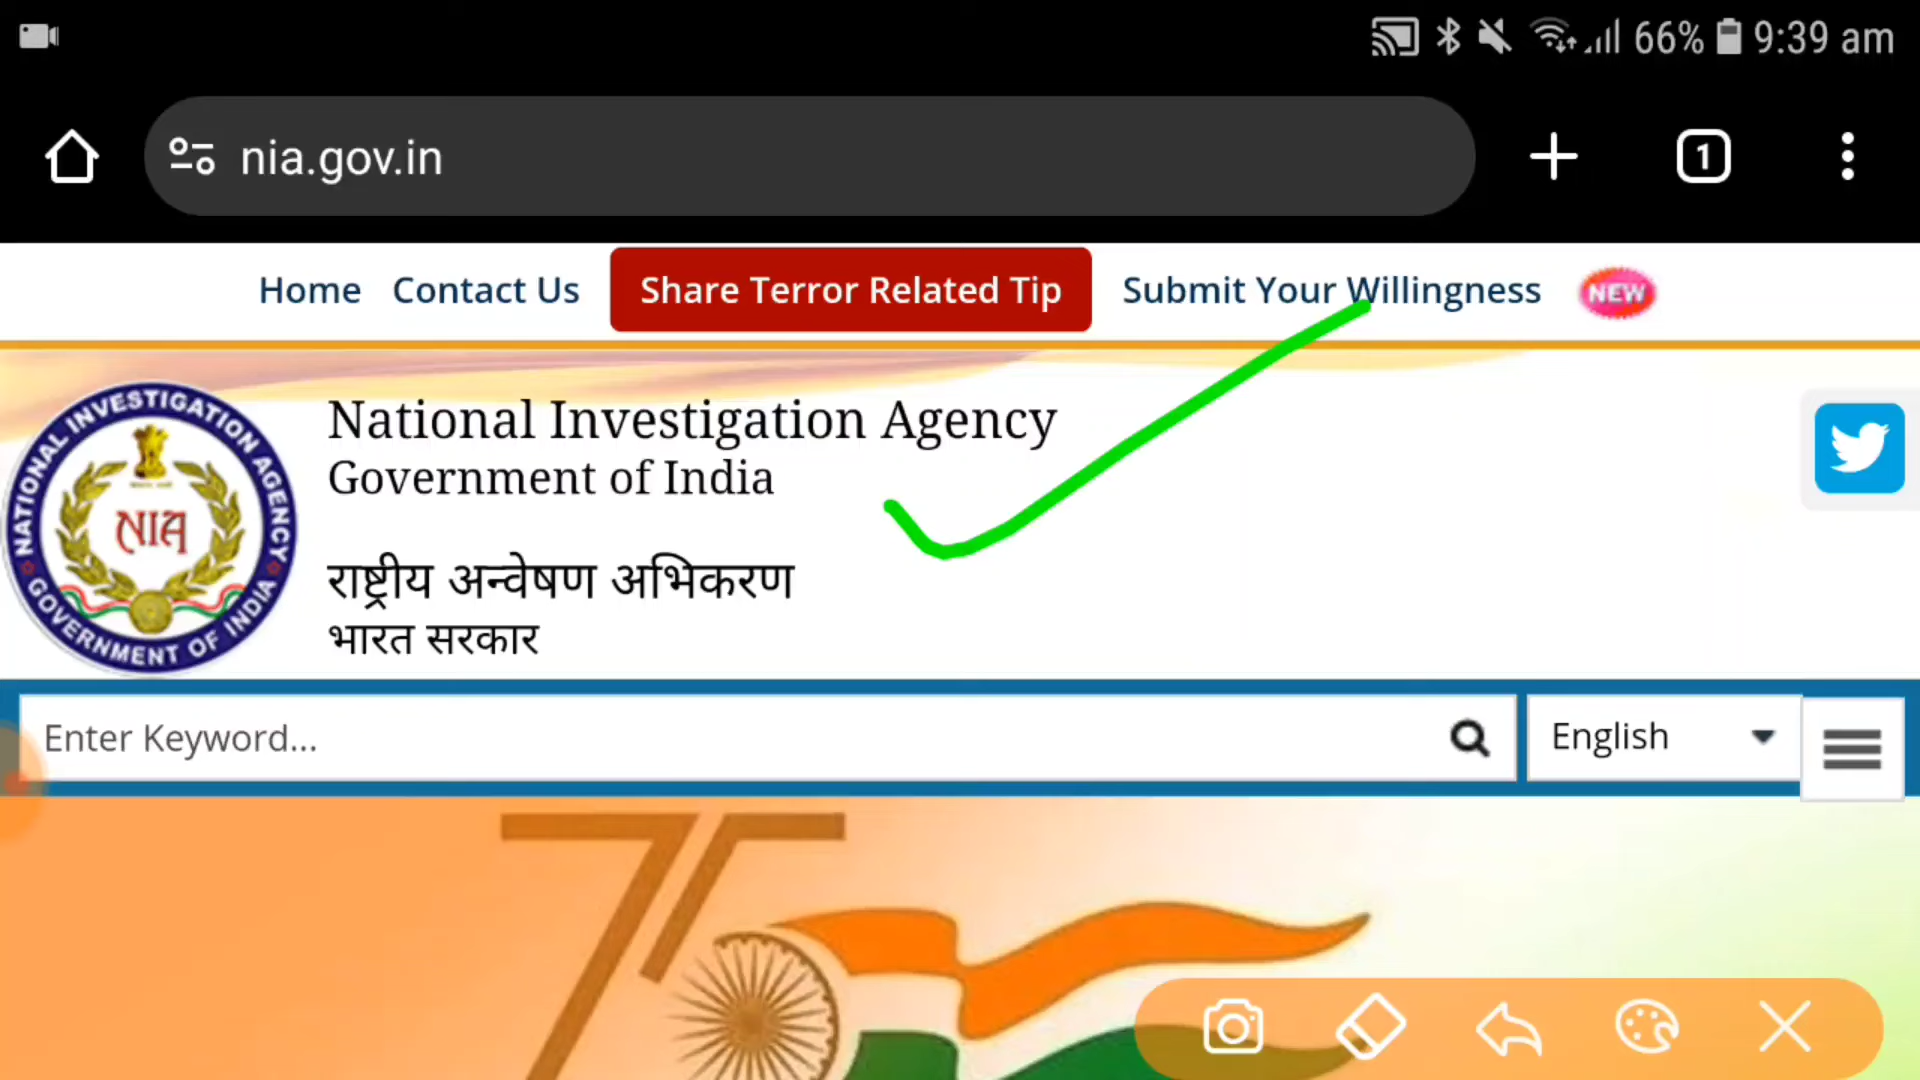 66% 9:39 am
nia.gov.in
1
Home Contact Us Share Terror Related Tip Submit Your Willingness NEW
National Investigation Agency
Government of India
राष्ट्रीय अन्वेषण अभिकरण
भारत सरकार
NATIONAL INVESTIGATION AGENCY
NIA
GOVERNMENT OF INDIA
Enter Keyword... English
75